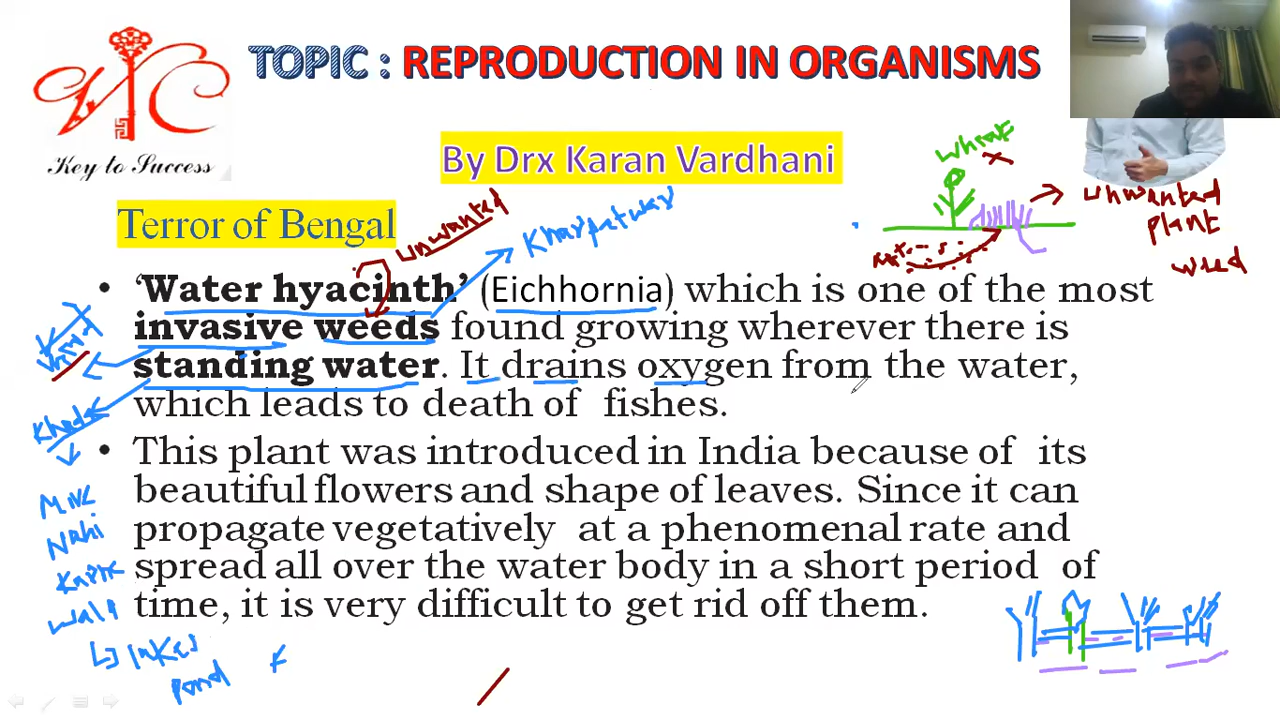 TOPIC : REPRODUCTION IN ORGANISMS
VKC
Key to Success
By Drx Karan Vardhani
wheat
unwanted
plant
weed
Terror of Bengal
unwanted
Kharpatwar
• ‘Water hyacinth’ (Eichhornia) which is one of the most
invasive weeds found growing wherever there is
standing water. It drains oxygen from the water,
which leads to death of fishes.
• This plant was introduced in India because of its
beautiful flowers and shape of leaves. Since it can
propagate vegetatively at a phenomenal rate and
spread all over the water body in a short period of
time, it is very difficult to get rid off them.
Nahi
lakes
pond